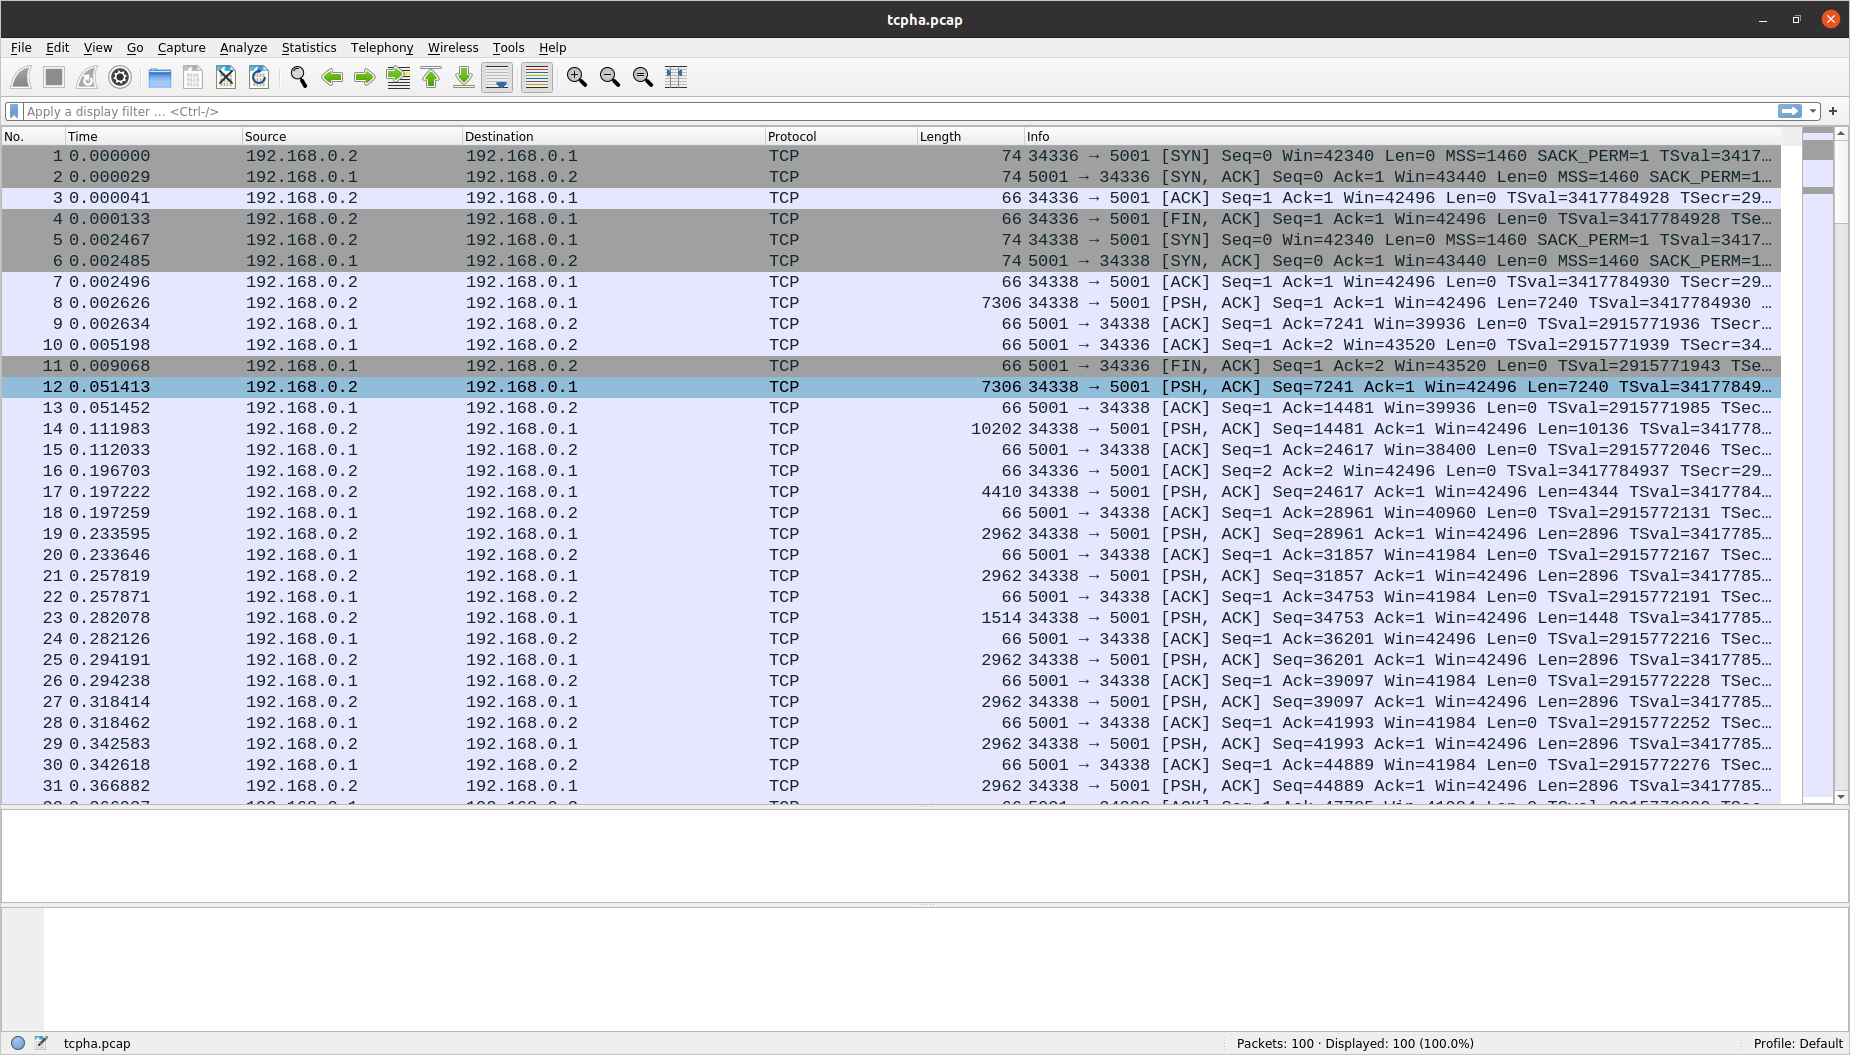 tcpha.pcap
File Edit View Go Capture Analyze Statistics Telephony Wireless Tools Help
Apply a display filter … <Ctrl-/>
No. Time Source Destination Protocol Length Info
1 0.000000 192.168.0.2 192.168.0.1 TCP 74 34336 → 5001 [SYN] Seq=0 Win=42340 Len=0 MSS=1460 SACK_PERM=1 TSval=3417…
2 0.000029 192.168.0.1 192.168.0.2 TCP 74 5001 → 34336 [SYN, ACK] Seq=0 Ack=1 Win=43440 Len=0 MSS=1460 SACK_PERM=1…
3 0.000041 192.168.0.2 192.168.0.1 TCP 66 34336 → 5001 [ACK] Seq=1 Ack=1 Win=42496 Len=0 TSval=3417784928 TSecr=29…
4 0.000133 192.168.0.2 192.168.0.1 TCP 66 34336 → 5001 [FIN, ACK] Seq=1 Ack=1 Win=42496 Len=0 TSval=3417784928 TSe…
5 0.002467 192.168.0.2 192.168.0.1 TCP 74 34338 → 5001 [SYN] Seq=0 Win=42340 Len=0 MSS=1460 SACK_PERM=1 TSval=3417…
6 0.002485 192.168.0.1 192.168.0.2 TCP 74 5001 → 34338 [SYN, ACK] Seq=0 Ack=1 Win=43440 Len=0 MSS=1460 SACK_PERM=1…
7 0.002496 192.168.0.2 192.168.0.1 TCP 66 34338 → 5001 [ACK] Seq=1 Ack=1 Win=42496 Len=0 TSval=3417784930 TSecr=29…
8 0.002626 192.168.0.2 192.168.0.1 TCP 7306 34338 → 5001 [PSH, ACK] Seq=1 Ack=1 Win=42496 Len=7240 TSval=3417784930 …
9 0.002634 192.168.0.1 192.168.0.2 TCP 66 5001 → 34338 [ACK] Seq=1 Ack=7241 Win=39936 Len=0 TSval=2915771936 TSecr…
10 0.005198 192.168.0.1 192.168.0.2 TCP 66 5001 → 34336 [ACK] Seq=1 Ack=2 Win=43520 Len=0 TSval=2915771939 TSecr=34…
11 0.009068 192.168.0.1 192.168.0.2 TCP 66 5001 → 34336 [FIN, ACK] Seq=1 Ack=2 Win=43520 Len=0 TSval=2915771943 TSe…
12 0.051413 192.168.0.2 192.168.0.1 TCP 7306 34338 → 5001 [PSH, ACK] Seq=7241 Ack=1 Win=42496 Len=7240 TSval=34177849…
13 0.051452 192.168.0.1 192.168.0.2 TCP 66 5001 → 34338 [ACK] Seq=1 Ack=14481 Win=39936 Len=0 TSval=2915771985 TSec…
14 0.111983 192.168.0.2 192.168.0.1 TCP 10202 34338 → 5001 [PSH, ACK] Seq=14481 Ack=1 Win=42496 Len=10136 TSval=341778…
15 0.112033 192.168.0.1 192.168.0.2 TCP 66 5001 → 34338 [ACK] Seq=1 Ack=24617 Win=38400 Len=0 TSval=2915772046 TSec…
16 0.196703 192.168.0.2 192.168.0.1 TCP 66 34336 → 5001 [ACK] Seq=2 Ack=2 Win=42496 Len=0 TSval=3417784937 TSecr=29…
17 0.197222 192.168.0.2 192.168.0.1 TCP 4410 34338 → 5001 [PSH, ACK] Seq=24617 Ack=1 Win=42496 Len=4344 TSval=3417784…
18 0.197259 192.168.0.1 192.168.0.2 TCP 66 5001 → 34338 [ACK] Seq=1 Ack=28961 Win=40960 Len=0 TSval=2915772131 TSec…
19 0.233595 192.168.0.2 192.168.0.1 TCP 2962 34338 → 5001 [PSH, ACK] Seq=28961 Ack=1 Win=42496 Len=2896 TSval=3417785…
20 0.233646 192.168.0.1 192.168.0.2 TCP 66 5001 → 34338 [ACK] Seq=1 Ack=31857 Win=41984 Len=0 TSval=2915772167 TSec…
21 0.257819 192.168.0.2 192.168.0.1 TCP 2962 34338 → 5001 [PSH, ACK] Seq=31857 Ack=1 Win=42496 Len=2896 TSval=3417785…
22 0.257871 192.168.0.1 192.168.0.2 TCP 66 5001 → 34338 [ACK] Seq=1 Ack=34753 Win=41984 Len=0 TSval=2915772191 TSec…
23 0.282078 192.168.0.2 192.168.0.1 TCP 1514 34338 → 5001 [PSH, ACK] Seq=34753 Ack=1 Win=42496 Len=1448 TSval=3417785…
24 0.282126 192.168.0.1 192.168.0.2 TCP 66 5001 → 34338 [ACK] Seq=1 Ack=36201 Win=42496 Len=0 TSval=2915772216 TSec…
25 0.294191 192.168.0.2 192.168.0.1 TCP 2962 34338 → 5001 [PSH, ACK] Seq=36201 Ack=1 Win=42496 Len=2896 TSval=3417785…
26 0.294238 192.168.0.1 192.168.0.2 TCP 66 5001 → 34338 [ACK] Seq=1 Ack=39097 Win=41984 Len=0 TSval=2915772228 TSec…
27 0.318414 192.168.0.2 192.168.0.1 TCP 2962 34338 → 5001 [PSH, ACK] Seq=39097 Ack=1 Win=42496 Len=2896 TSval=3417785…
28 0.318462 192.168.0.1 192.168.0.2 TCP 66 5001 → 34338 [ACK] Seq=1 Ack=41993 Win=41984 Len=0 TSval=2915772252 TSec…
29 0.342583 192.168.0.2 192.168.0.1 TCP 2962 34338 → 5001 [PSH, ACK] Seq=41993 Ack=1 Win=42496 Len=2896 TSval=3417785…
30 0.342618 192.168.0.1 192.168.0.2 TCP 66 5001 → 34338 [ACK] Seq=1 Ack=44889 Win=41984 Len=0 TSval=2915772276 TSec…
31 0.366882 192.168.0.2 192.168.0.1 TCP 2962 34338 → 5001 [PSH, ACK] Seq=44889 Ack=1 Win=42496 Len=2896 TSval=3417785…
tcpha.pcap
Packets: 100 · Displayed: 100 (100.0%)
Profile: Default